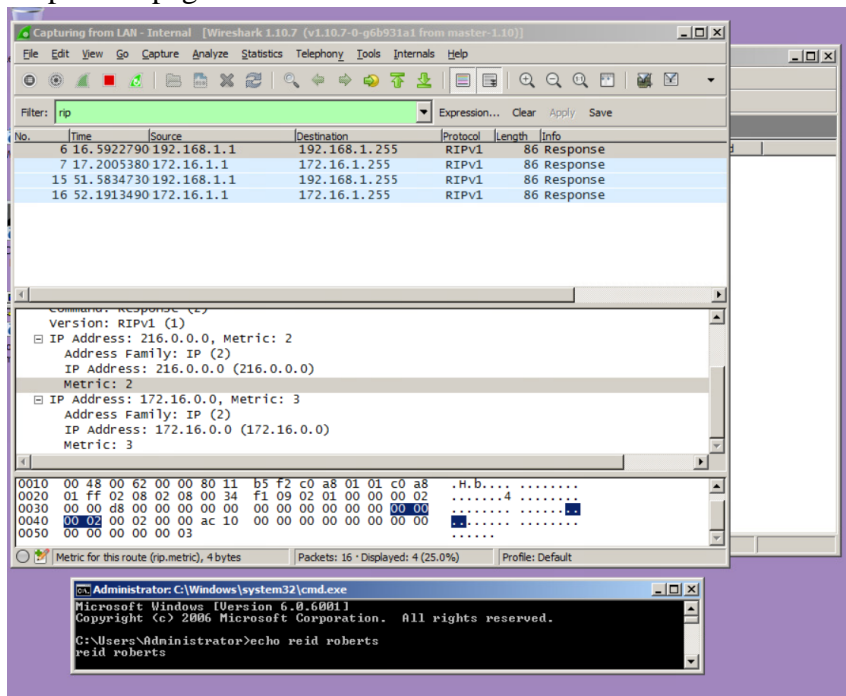 Capturing from LAN - Internal [Wireshark 1.10.7 (v1.10.7-0-g6b931a1 from master-1.10)]
File Edit View Go Capture Analyze Statistics Telephony Tools Internals Help
Filter: rip Expression... Clear Apply Save
No. Time Source Destination Protocol Length Info
6 16.5922790 192.168.1.1 192.168.1.255 RIPv1 86 Response
7 17.2005380 172.16.1.1 172.16.1.255 RIPv1 86 Response
15 51.5834730 192.168.1.1 192.168.1.255 RIPv1 86 Response
16 52.1913490 172.16.1.1 172.16.1.255 RIPv1 86 Response
Command: Response (2)
Version: RIPv1 (1)
IP Address: 216.0.0.0, Metric: 2
Address Family: IP (2)
IP Address: 216.0.0.0 (216.0.0.0)
Metric: 2
IP Address: 172.16.0.0, Metric: 3
Address Family: IP (2)
IP Address: 172.16.0.0 (172.16.0.0)
Metric: 3
0010 00 48 00 62 00 00 80 11 b5 f2 c0 a8 01 01 c0 a8 .H.b.... ........
0020 01 ff 02 08 02 08 00 34 f1 09 02 01 00 00 00 02 .......4 ........
0030 00 00 d8 00 00 00 00 00 00 00 00 00 00 00 00 00 ........ ........
0040 00 02 00 02 00 00 ac 10 00 00 00 00 00 00 00 00 ........ ........
0050 00 00 00 00 00 03 ......
Metric for this route (rip.metric), 4 bytes Packets: 16 · Displayed: 4 (25.0%) Profile: Default
Administrator: C:\Windows\system32\cmd.exe
Microsoft Windows [Version 6.0.6001]
Copyright (c) 2006 Microsoft Corporation. All rights reserved.
C:\Users\Administrator>echo reid roberts
reid roberts